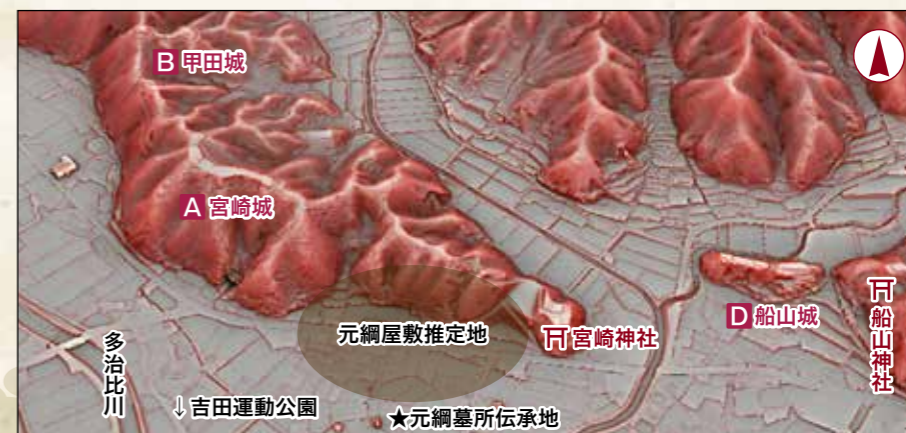 B 甲田城
A 宮崎城
元綱屋敷推定地
宮崎神社
D 船山城
船山神社
多治比川
↓吉田運動公園
★元綱墓所伝承地